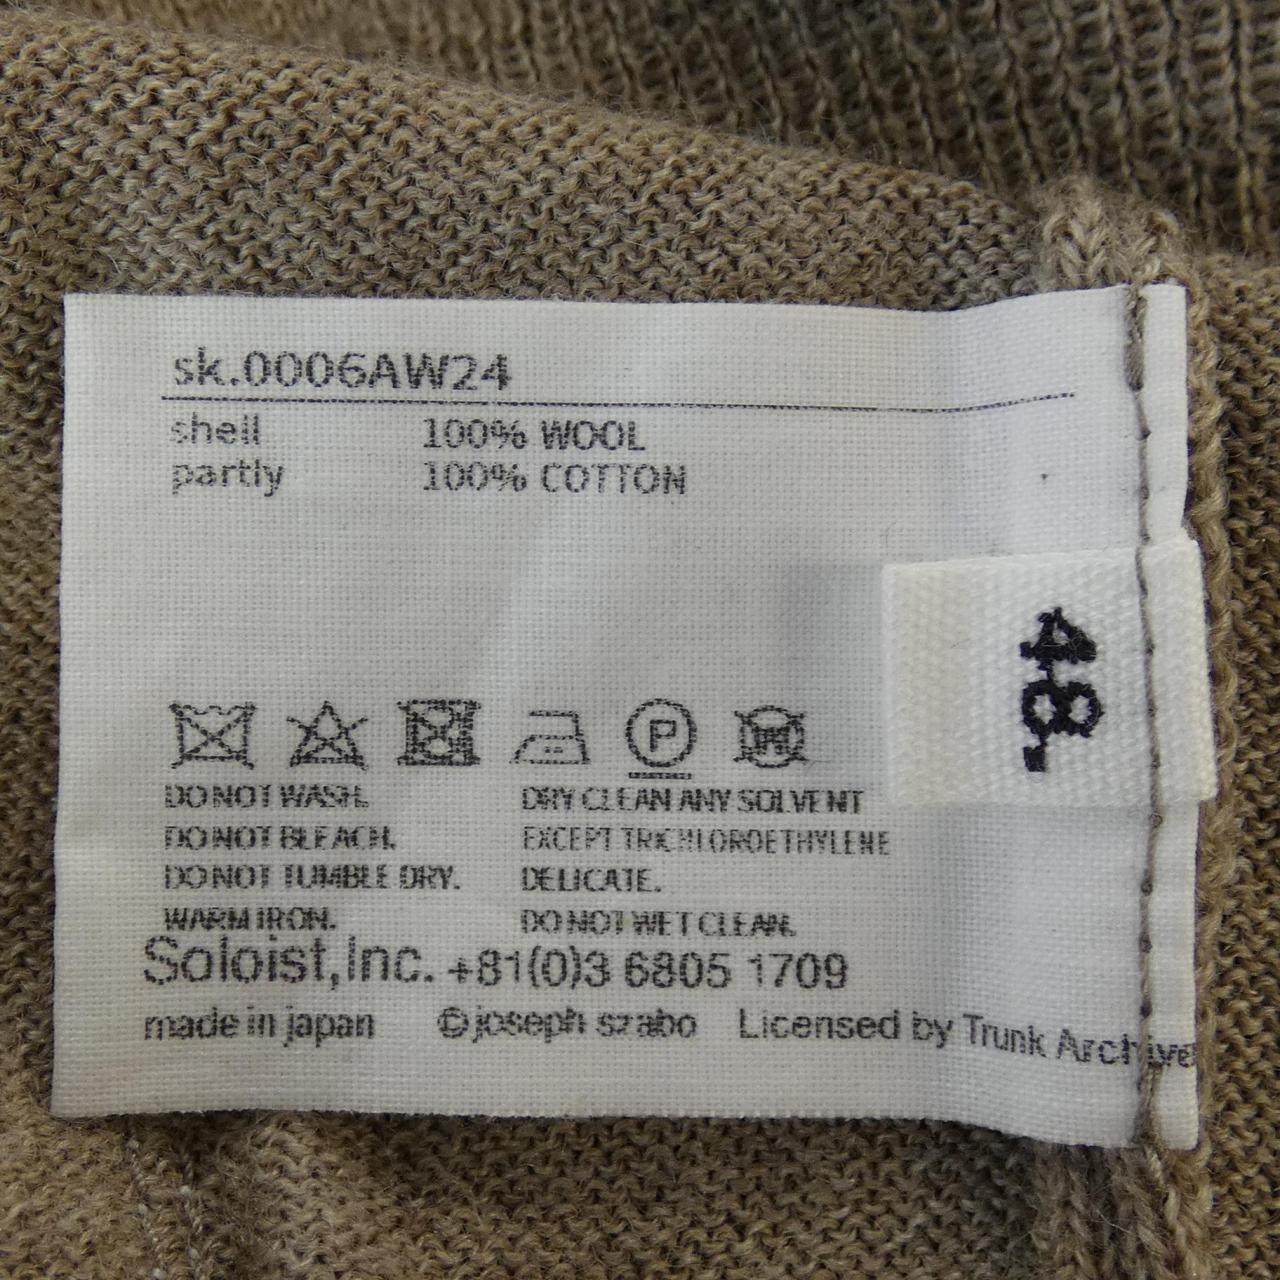 sk.0006AW24
shell 100% WOOL
partly 100% COTTON
48.
P
W
DO NOT WASH. DRY CLEAN ANY SOLVENT
DO NOT BLEACH. EXCEPT TRICHLOROETHYLENE
DO NOT TUMBLE DRY. DELICATE.
WARM IRON. DO NOT WET CLEAN.
Soloist,Inc. +81(0)3 6805 1709
made in japan ©joseph szabo Licensed by Trunk Archive